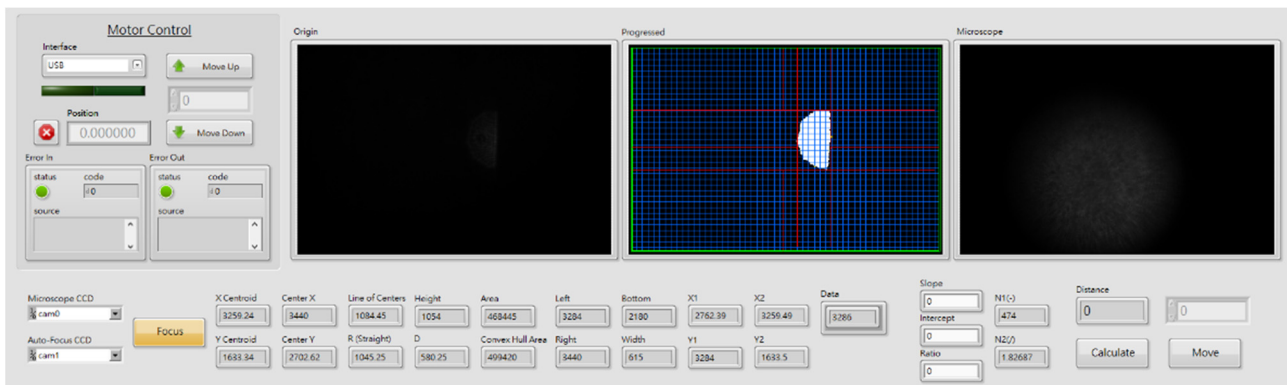 Motor Control
Interface
USB
Move Up
0
Position
0.000000
Move Down
Error In
Error Out
status
code
0
source
status
code
0
source
Origin
Progressed
Microscope
Microscope CCD
cam0
Auto-Focus CCD
cam1
Focus
X Centroid
3259.24
Center X
3440
Line of Centers
1084.45
Height
1054
Area
468445
Left
3284
Bottom
2180
X1
2762.39
X2
3259.49
Data
3286
Y Centroid
1633.34
Center Y
2702.62
R (Straight)
1045.25
D
580.25
Convex Hull Area
499420
Right
3440
Width
615
Y1
3284
Y2
1633.5
Slope
0
Intercept
0
Ratio
0
N1(-)
474
N2(/)
1.82687
Distance
0
0
Calculate
Move